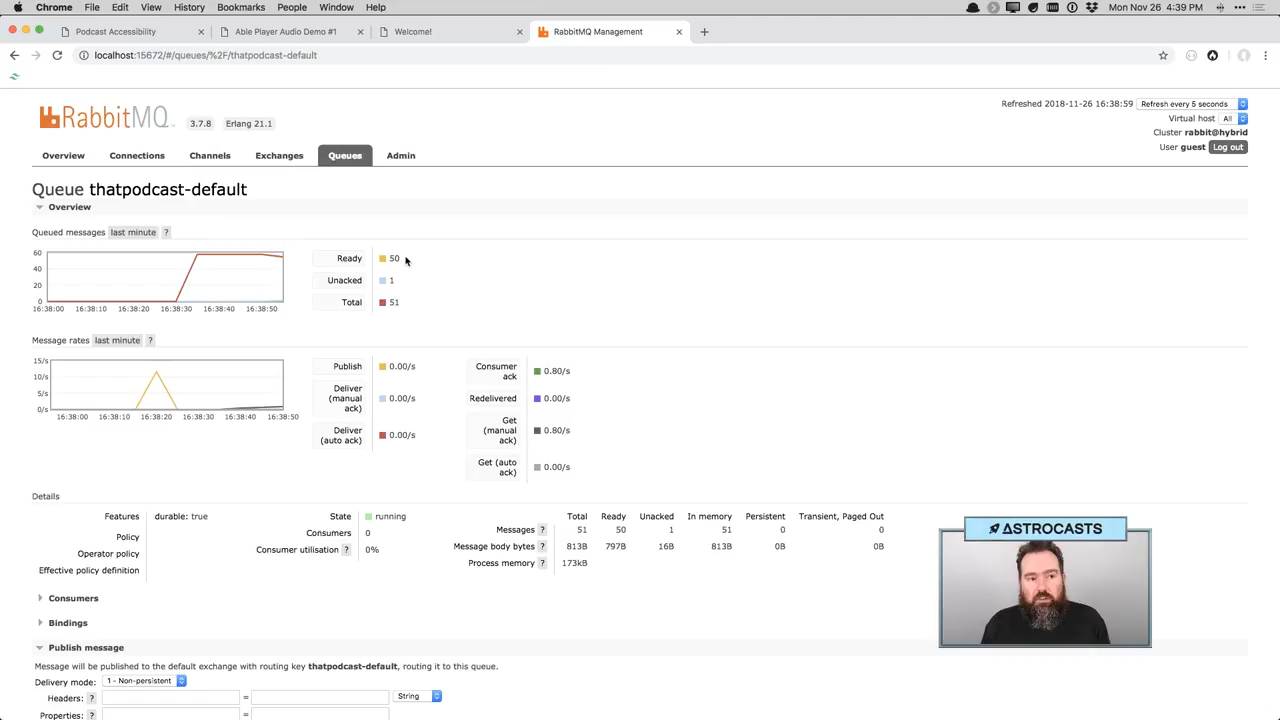 Chrome File Edit View History Bookmarks People Window Help Mon Nov 26 4:39 PM
Podcast Accessibility Able Player Audio Demo #1 Welcome! RabbitMQ Management
localhost:15672/#/queues/%2F/thatpodcast-default
RabbitMQ 3.7.8 Erlang 21.1
Refreshed 2018-11-26 16:38:59 Refresh every 5 seconds
Virtual host All
Cluster rabbit@hybrid
User guest Log out
Overview Connections Channels Exchanges Queues Admin
Queue thatpodcast-default
Overview
Queued messages last minute ?
60
40
20
0
16:38:00 16:38:10 16:38:20 16:38:30 16:38:40 16:38:50
Ready 50
Unacked 1
Total 51
Message rates last minute ?
15/s
10/s
5/s
0/s
16:38:00 16:38:10 16:38:20 16:38:30 16:38:40 16:38:50
Publish 0.00/s
Deliver (manual ack) 0.00/s
Deliver (auto ack) 0.00/s
Consumer ack 0.80/s
Redelivered 0.00/s
Get (manual ack) 0.80/s
Get (auto ack) 0.00/s
Details
Features durable: true
Policy
Operator policy
Effective policy definition
State running
Consumers 0
Consumer utilisation ? 0%
Total Ready Unacked In memory Persistent Transient, Paged Out
Messages ? 51 50 1 51 0 0
Message body bytes ? 813B 797B 16B 813B 0B 0B
Process memory ? 173kB
ASTROCASTS
Consumers
Bindings
Publish message
Message will be published to the default exchange with routing key thatpodcast-default, routing it to this queue.
Delivery mode: 1 - Non-persistent
Headers: ? = String
Properties: ? =